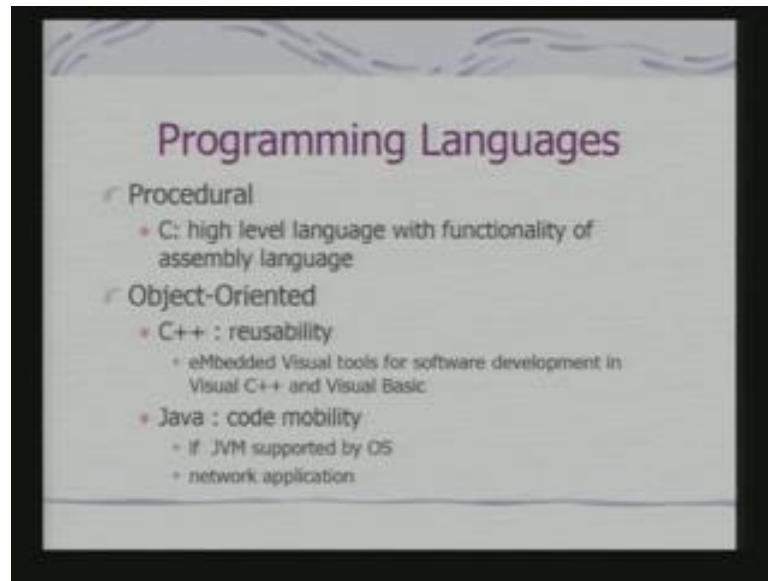 Programming Languages
Procedural
C: high level language with functionality of
assembly language
Object-Oriented
C++ : reusability
eMbedded Visual tools for software development in
Visual C++ and Visual Basic
Java : code mobility
If JVM supported by OS
network application